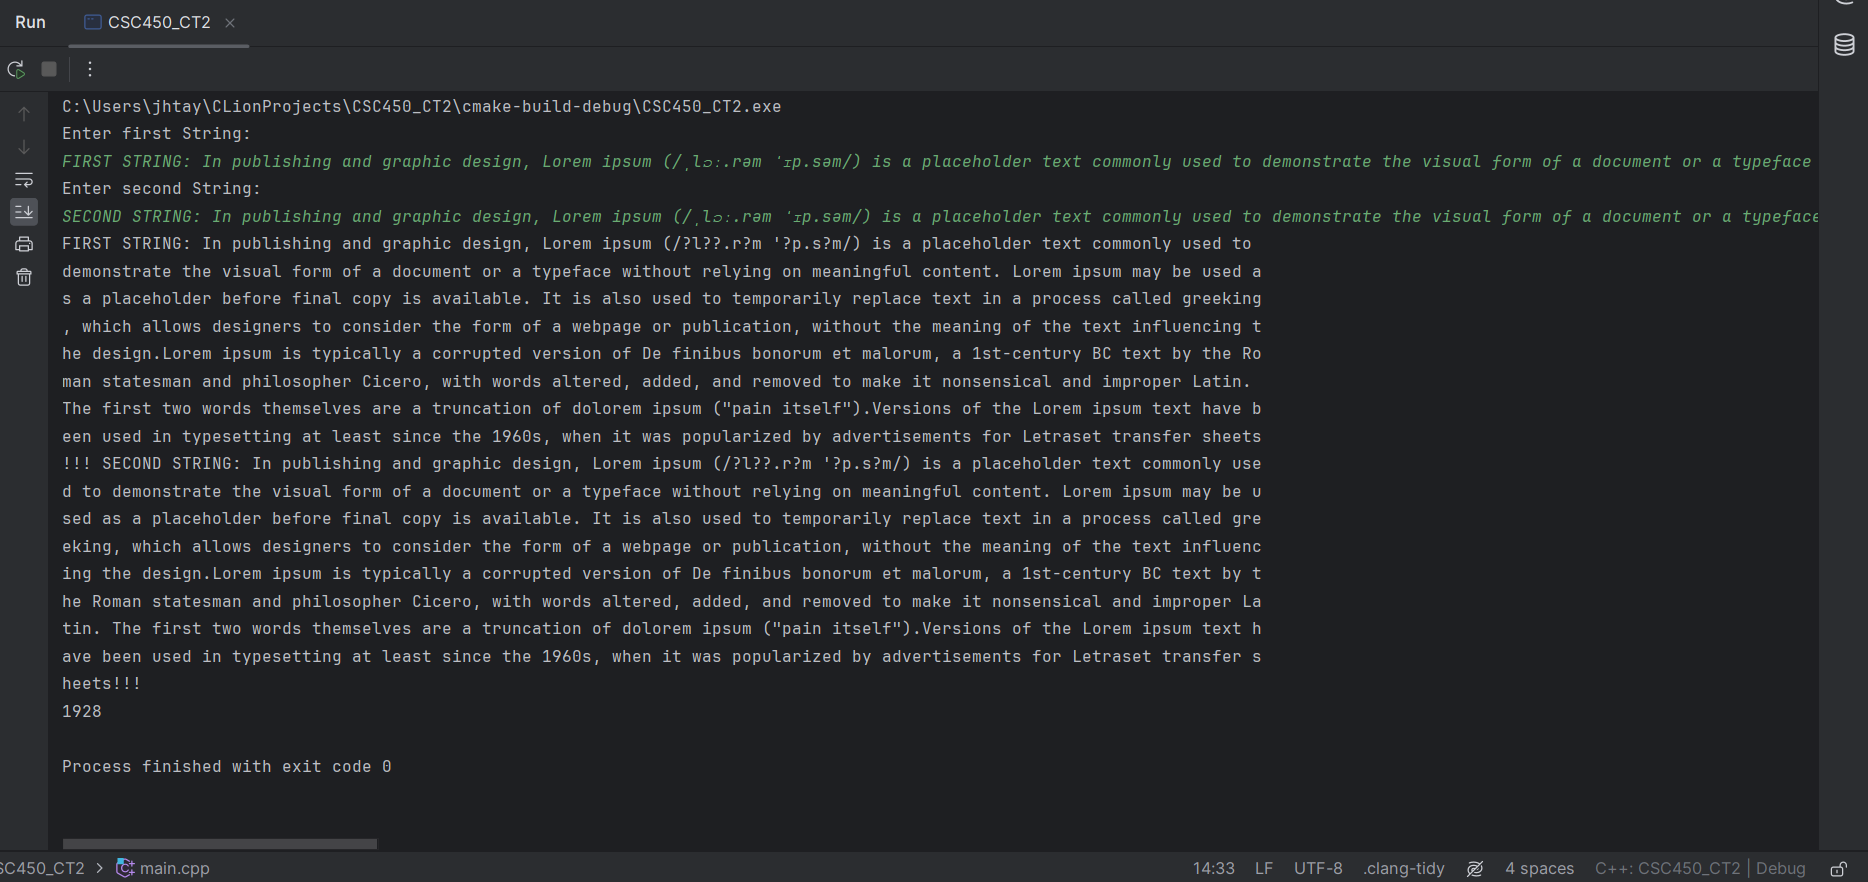 Run
CSC450_CT2
C:\Users\jhtay\CLionProjects\CSC450_CT2\cmake-build-debug\CSC450_CT2.exe
Enter first String:
FIRST STRING: In publishing and graphic design, Lorem ipsum (/ˌlɔː.rəm ˈɪp.səm/) is a placeholder text commonly used to demonstrate the visual form of a document or a typeface
Enter second String:
SECOND STRING: In publishing and graphic design, Lorem ipsum (/ˌlɔː.rəm ˈɪp.səm/) is a placeholder text commonly used to demonstrate the visual form of a document or a typeface
FIRST STRING: In publishing and graphic design, Lorem ipsum (/?l??.r?m '?p.s?m/) is a placeholder text commonly used to
demonstrate the visual form of a document or a typeface without relying on meaningful content. Lorem ipsum may be used a
s a placeholder before final copy is available. It is also used to temporarily replace text in a process called greeking
, which allows designers to consider the form of a webpage or publication, without the meaning of the text influencing t
he design.Lorem ipsum is typically a corrupted version of De finibus bonorum et malorum, a 1st-century BC text by the Ro
man statesman and philosopher Cicero, with words altered, added, and removed to make it nonsensical and improper Latin.
The first two words themselves are a truncation of dolorem ipsum ("pain itself").Versions of the Lorem ipsum text have b
een used in typesetting at least since the 1960s, when it was popularized by advertisements for Letraset transfer sheets
!!! SECOND STRING: In publishing and graphic design, Lorem ipsum (/?l??.r?m '?p.s?m/) is a placeholder text commonly use
d to demonstrate the visual form of a document or a typeface without relying on meaningful content. Lorem ipsum may be u
sed as a placeholder before final copy is available. It is also used to temporarily replace text in a process called gre
eking, which allows designers to consider the form of a webpage or publication, without the meaning of the text influenc
ing the design.Lorem ipsum is typically a corrupted version of De finibus bonorum et malorum, a 1st-century BC text by t
he Roman statesman and philosopher Cicero, with words altered, added, and removed to make it nonsensical and improper La
tin. The first two words themselves are a truncation of dolorem ipsum ("pain itself").Versions of the Lorem ipsum text h
ave been used in typesetting at least since the 1960s, when it was popularized by advertisements for Letraset transfer s
heets!!!
1928
Process finished with exit code 0
SC450_CT2 > main.cpp
14:33 LF UTF-8 .clang-tidy 4 spaces C++: CSC450_CT2 | Debug